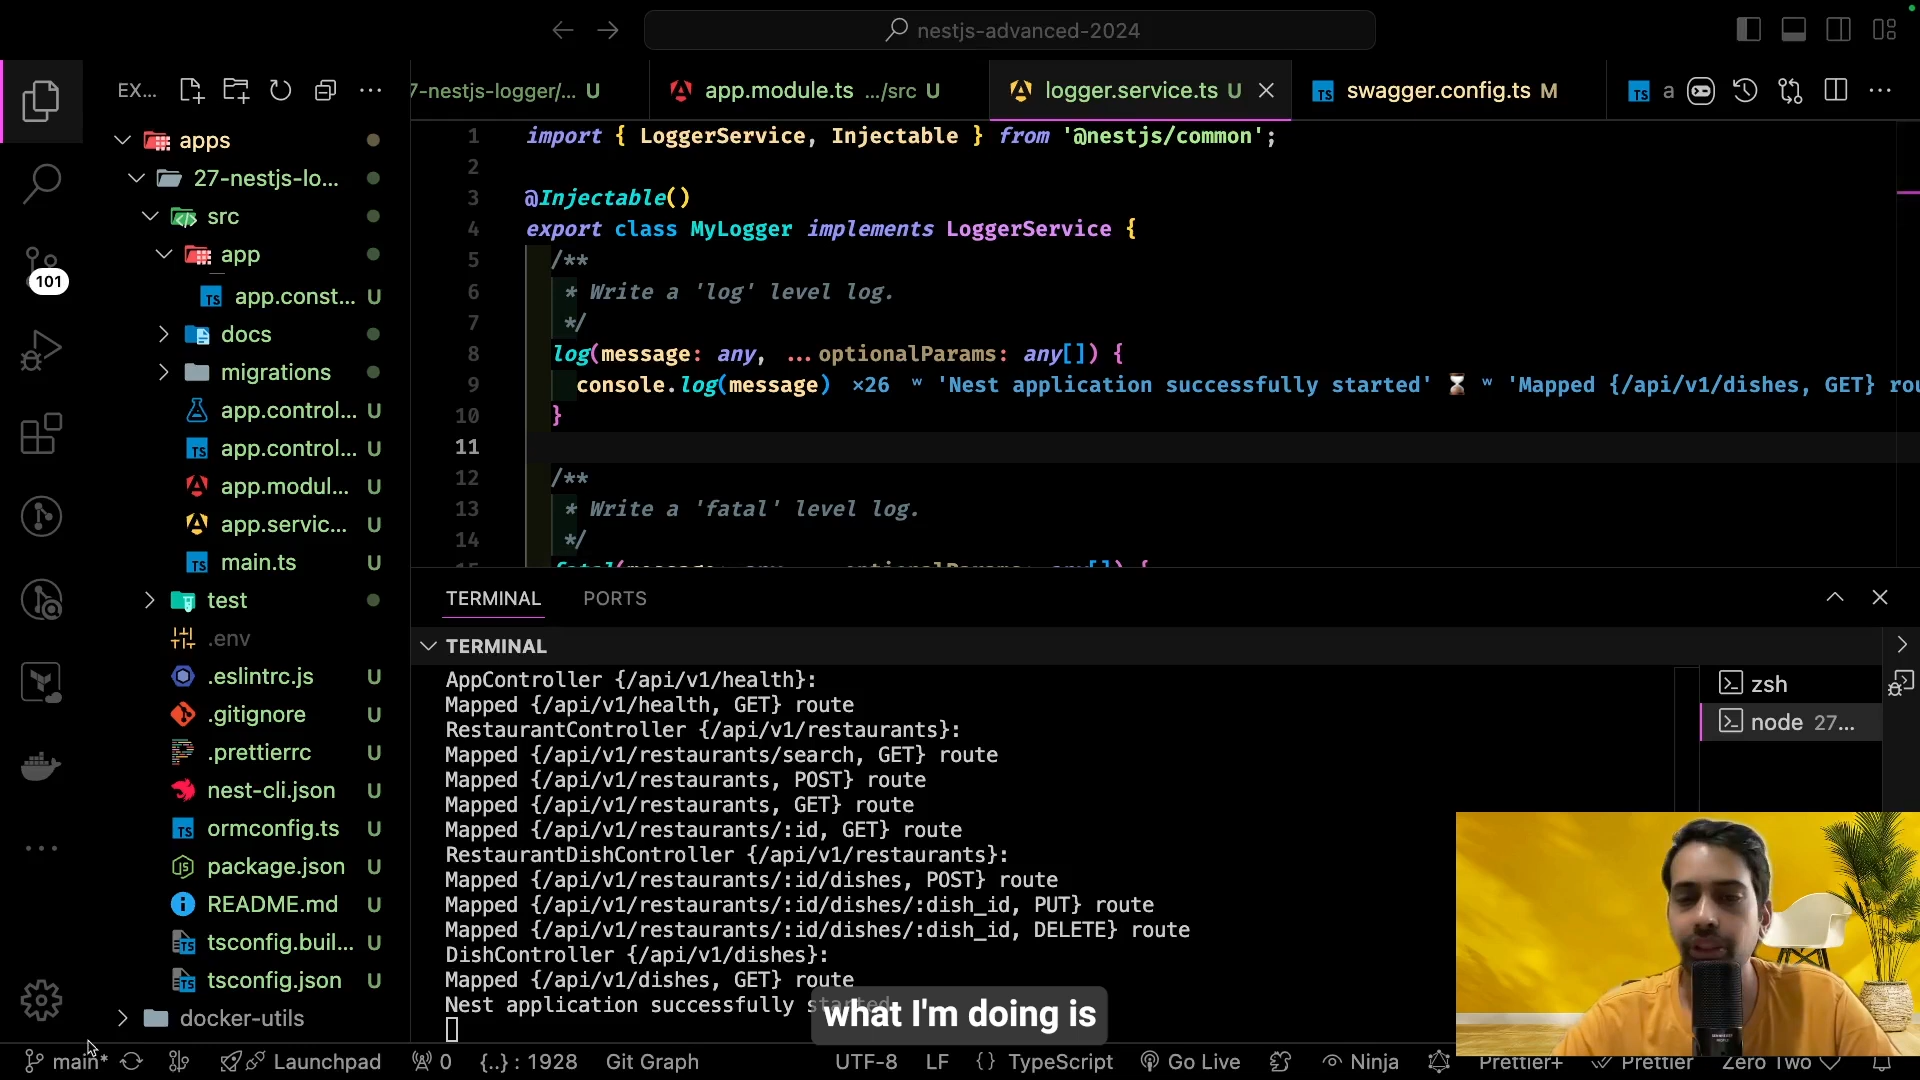 nestjs-advanced-2024
EX...
7-nestjs-logger/... U
app.module.ts .../src U
logger.service.ts U
swagger.config.ts M
a
apps
27-nestjs-lo...
src
app
app.const... U
docs
migrations
app.control... U
app.control... U
app.modul... U
app.servic... U
main.ts U
test
.env
.eslintrc.js U
.gitignore U
.prettierrc U
nest-cli.json U
ormconfig.ts U
package.json U
README.md U
tsconfig.buil... U
tsconfig.json U
docker-utils
101
1 import { LoggerService, Injectable } from '@nestjs/common';
2
3 @Injectable()
4 export class MyLogger implements LoggerService {
5 /**
6 * Write a 'log' level log.
7 */
8 log(message: any, ...optionalParams: any[]) {
9 console.log(message) ×26 ʷ 'Nest application successfully started' ⏳ ʷ 'Mapped {/api/v1/dishes, GET} rou
10 }
11
12 /**
13 * Write a 'fatal' level log.
14 */
15 fatal(message: any, ...optionalParams: any[]) {
TERMINAL PORTS
TERMINAL
AppController {/api/v1/health}:
Mapped {/api/v1/health, GET} route
RestaurantController {/api/v1/restaurants}:
Mapped {/api/v1/restaurants/search, GET} route
Mapped {/api/v1/restaurants, POST} route
Mapped {/api/v1/restaurants, GET} route
Mapped {/api/v1/restaurants/:id, GET} route
RestaurantDishController {/api/v1/restaurants}:
Mapped {/api/v1/restaurants/:id/dishes, POST} route
Mapped {/api/v1/restaurants/:id/dishes/:dish_id, PUT} route
Mapped {/api/v1/restaurants/:id/dishes/:dish_id, DELETE} route
DishController {/api/v1/dishes}:
Mapped {/api/v1/dishes, GET} route
Nest application successfully started
zsh
node 27...
what I'm doing is
main* Launchpad 0 {..} : 1928 Git Graph UTF-8 LF {} TypeScript Go Live Ninja Prettier+ Prettier Zero Two